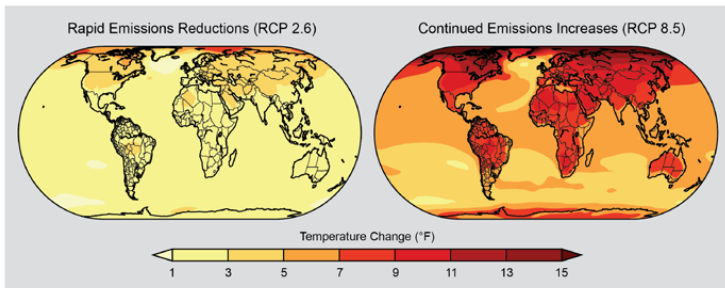 Rapid Emissions Reductions (RCP 2.6)
Continued Emissions Increases (RCP 8.5)
Temperature Change (°F)
1 3 5 7 9 11 13 15